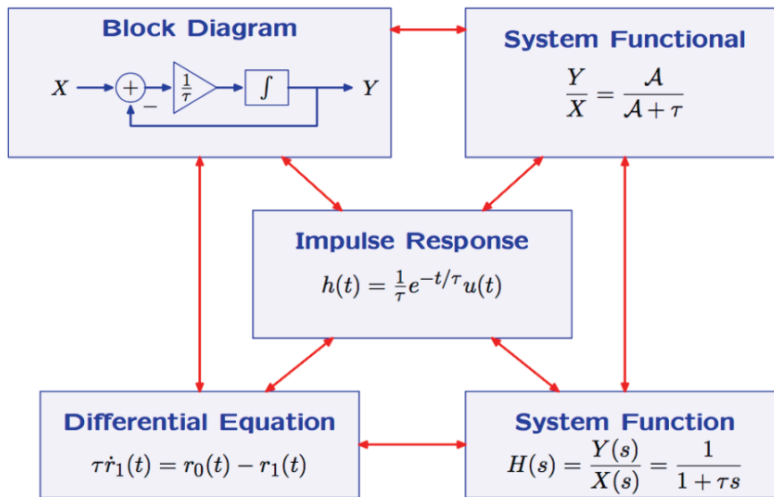 Block Diagram
X + − 1/τ ∫ Y
System Functional
Y/X = 𝒜/(𝒜 + τ)
Impulse Response
h(t) = 1/τ e^{−t/τ} u(t)
Differential Equation
τṙ₁(t) = r₀(t) − r₁(t)
System Function
H(s) = Y(s)/X(s) = 1/(1 + τs)